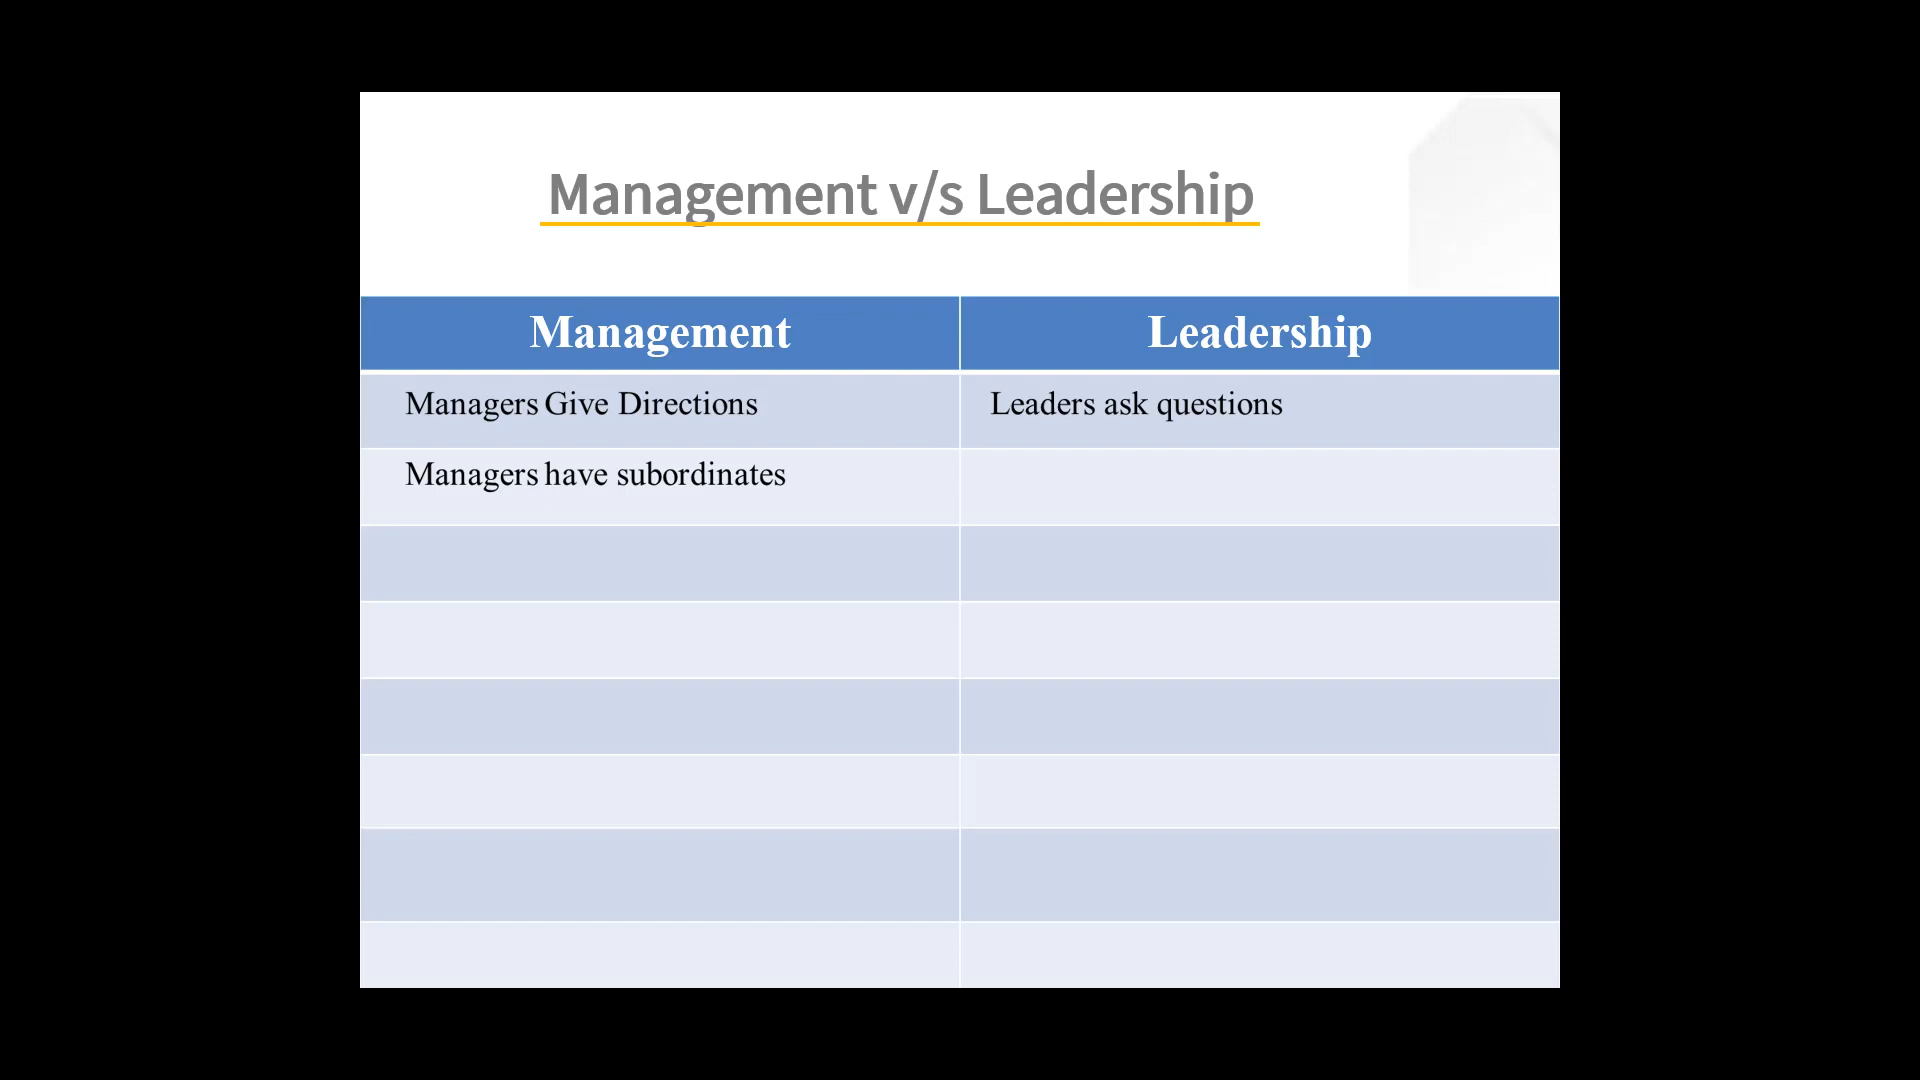 Management v/s Leadership
Management
Leadership
Managers Give Directions
Leaders ask questions
Managers have subordinates